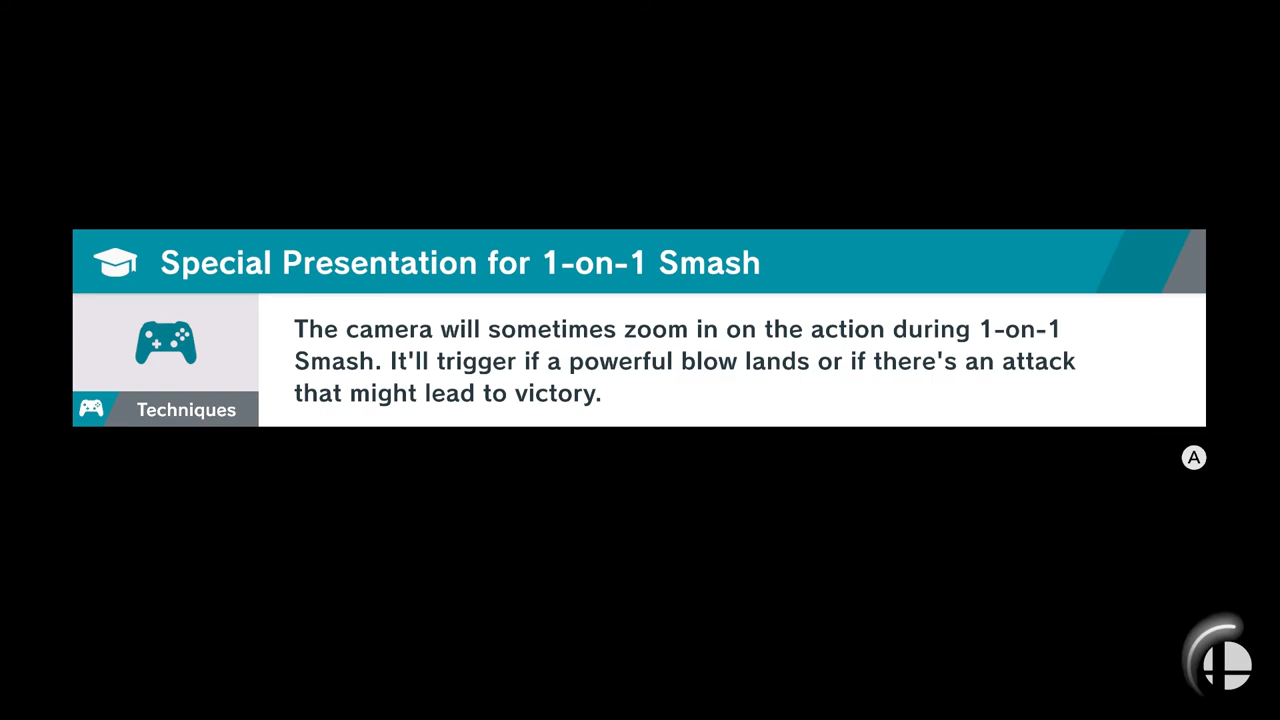 Special Presentation for 1-on-1 Smash
The camera will sometimes zoom in on the action during 1-on-1
Smash. It'll trigger if a powerful blow lands or if there's an attack
that might lead to victory.
Techniques
A